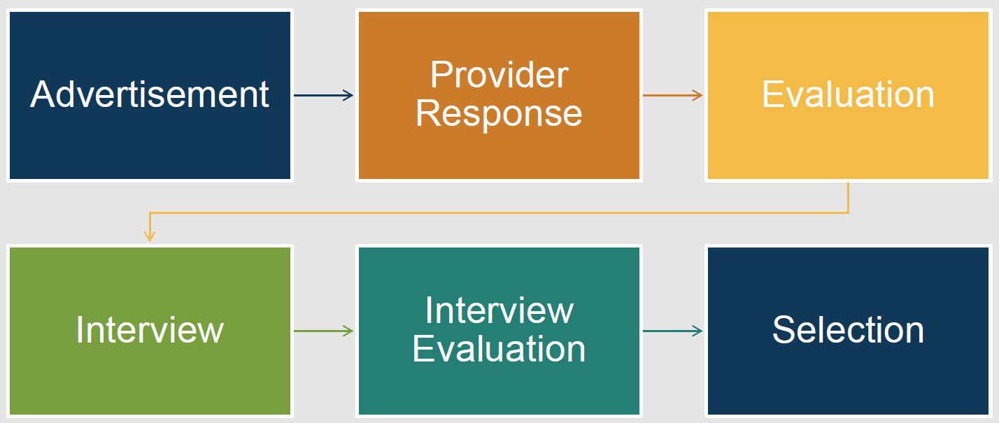 Advertisement
Provider
Response
Evaluation
Interview
Interview
Evaluation
Selection